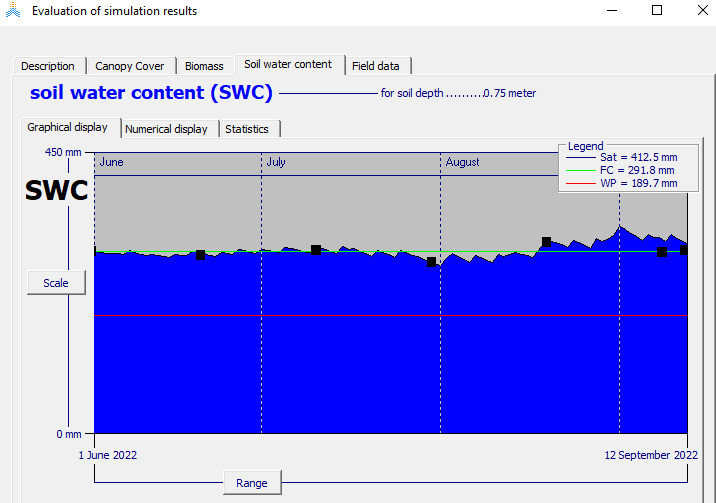 Evaluation of simulation results
Description Canopy Cover Biomass Soil water content Field data
soil water content (SWC) for soil depth ..........0.75 meter
Graphical display Numerical display Statistics
450 mm June July August Legend
Sat = 412.5 mm
FC = 291.8 mm
WP = 189.7 mm
SWC
Scale
0 mm
1 June 2022 12 September 2022
Range